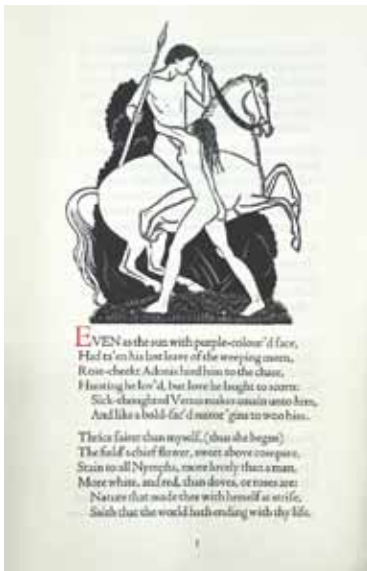 EVEN as the sun with purple-colour'd face,
Had ta'en his last leave of the weeping morn,
Rose-cheekt Adonis hied him to the chase,
Hunting he lov'd, but love he laught to scorn:
Sick-thoughted Venus makes amain unto him,
And like a bold-fac'd suitor 'gins to woo him.
Thrice fairer than myself, (thus she began)
The field's chief flower, sweet above compare,
Stain to all Nymphs, more lovely than a man,
More white, and red, than doves, or roses are:
Nature that made thee with herself at strife,
Saith that the world hath ending with thy life.
1